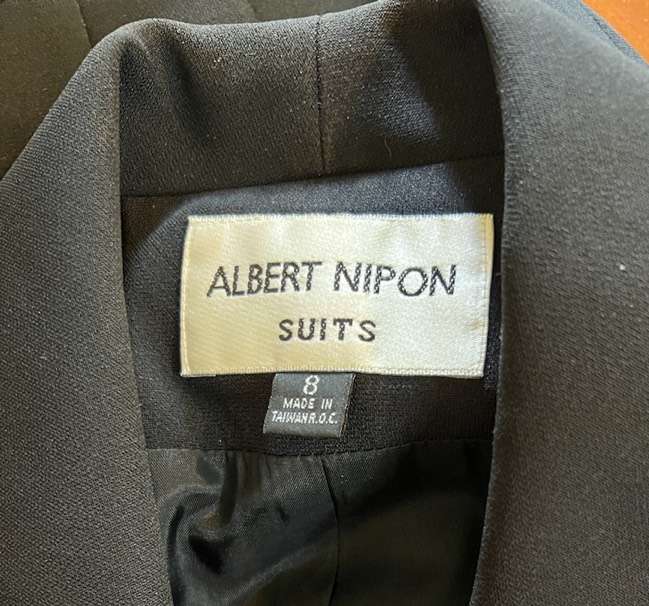 ALBERT NIPON
SUITS
8
MADE IN
TAIWAN R.O.C.